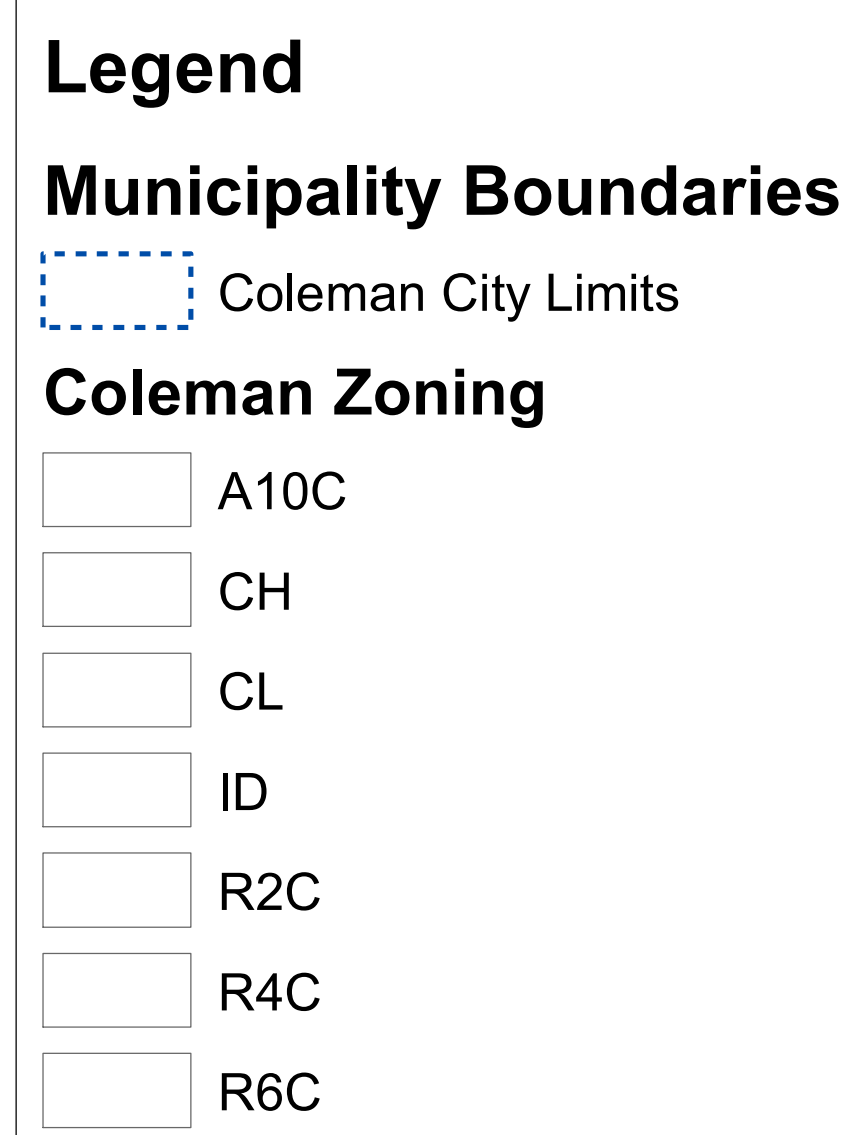 Legend
Municipality Boundaries
Coleman City Limits
Coleman Zoning
A10C
CH
CL
ID
R2C
R4C
R6C